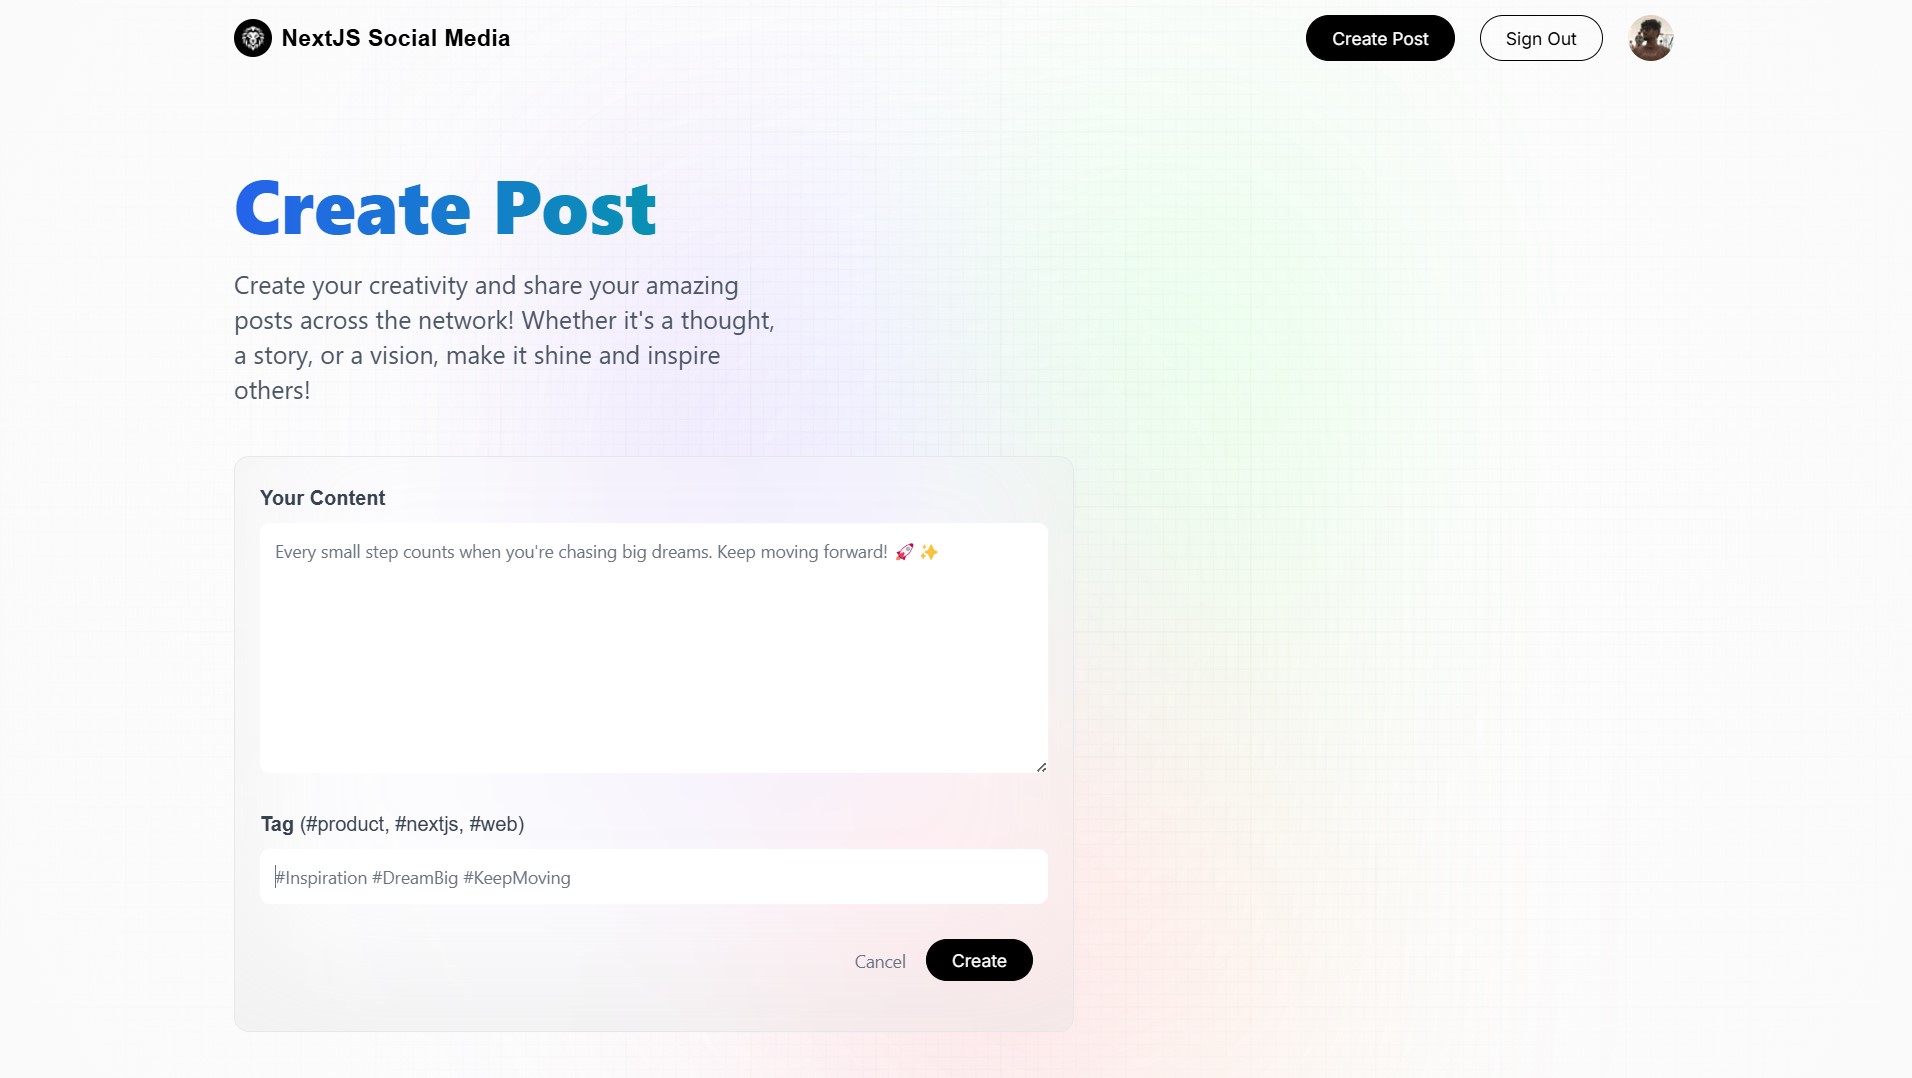 NextJS Social Media
Create Post
Sign Out
Create Post
Create your creativity and share your amazing
posts across the network! Whether it's a thought,
a story, or a vision, make it shine and inspire
others!
Your Content
Every small step counts when you're chasing big dreams. Keep moving forward! 🚀 ✨
Tag (#product, #nextjs, #web)
#Inspiration #DreamBig #KeepMoving
Cancel
Create